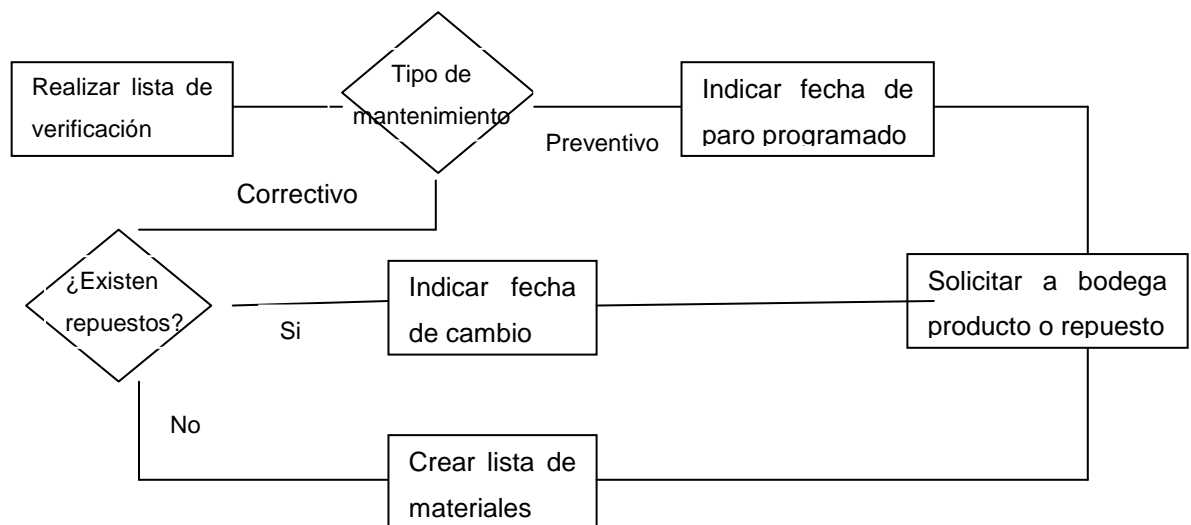 Realizar lista de
verificación
Tipo de
mantenimiento
Preventivo
Indicar fecha de
paro programado
Correctivo
¿Existen
repuestos?
Si
Indicar fecha
de cambio
Solicitar a bodega
producto o repuesto
No
Crear lista de
materiales